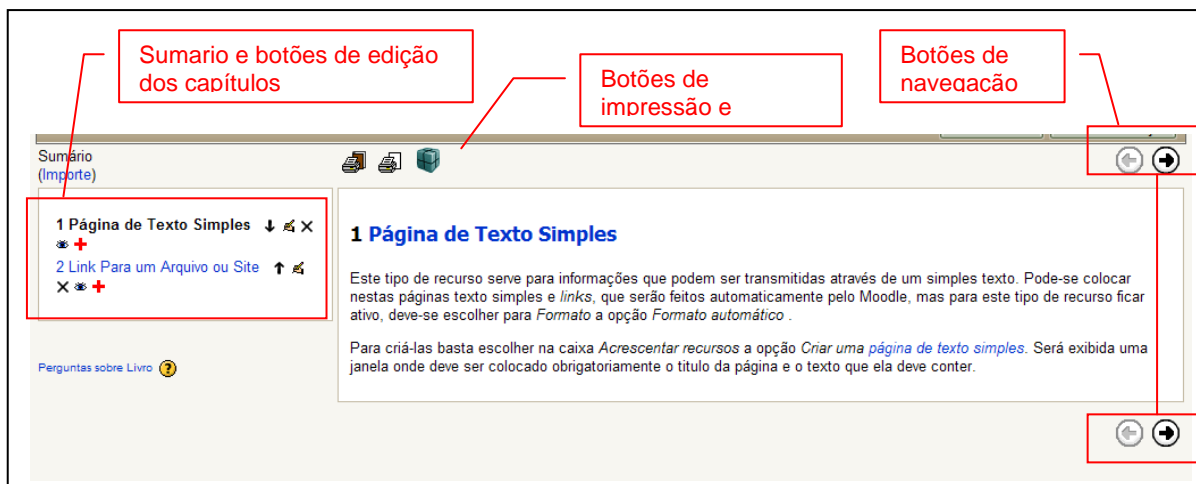 Sumario e botões de edição
dos capítulos
Botões de
impressão e
Botões de
navegação
Sumário
(Importe)
1 Página de Texto Simples
2 Link Para um Arquivo ou Site
Perguntas sobre Livro
1 Página de Texto Simples
Este tipo de recurso serve para informações que podem ser transmitidas através de um simples texto. Pode-se colocar
nestas páginas texto simples e links, que serão feitos automaticamente pelo Moodle, mas para este tipo de recurso ficar
ativo, deve-se escolher para Formato a opção Formato automático .
Para criá-las basta escolher na caixa Acrescentar recursos a opção Criar uma página de texto simples. Será exibida uma
janela onde deve ser colocado obrigatoriamente o titulo da página e o texto que ela deve conter.